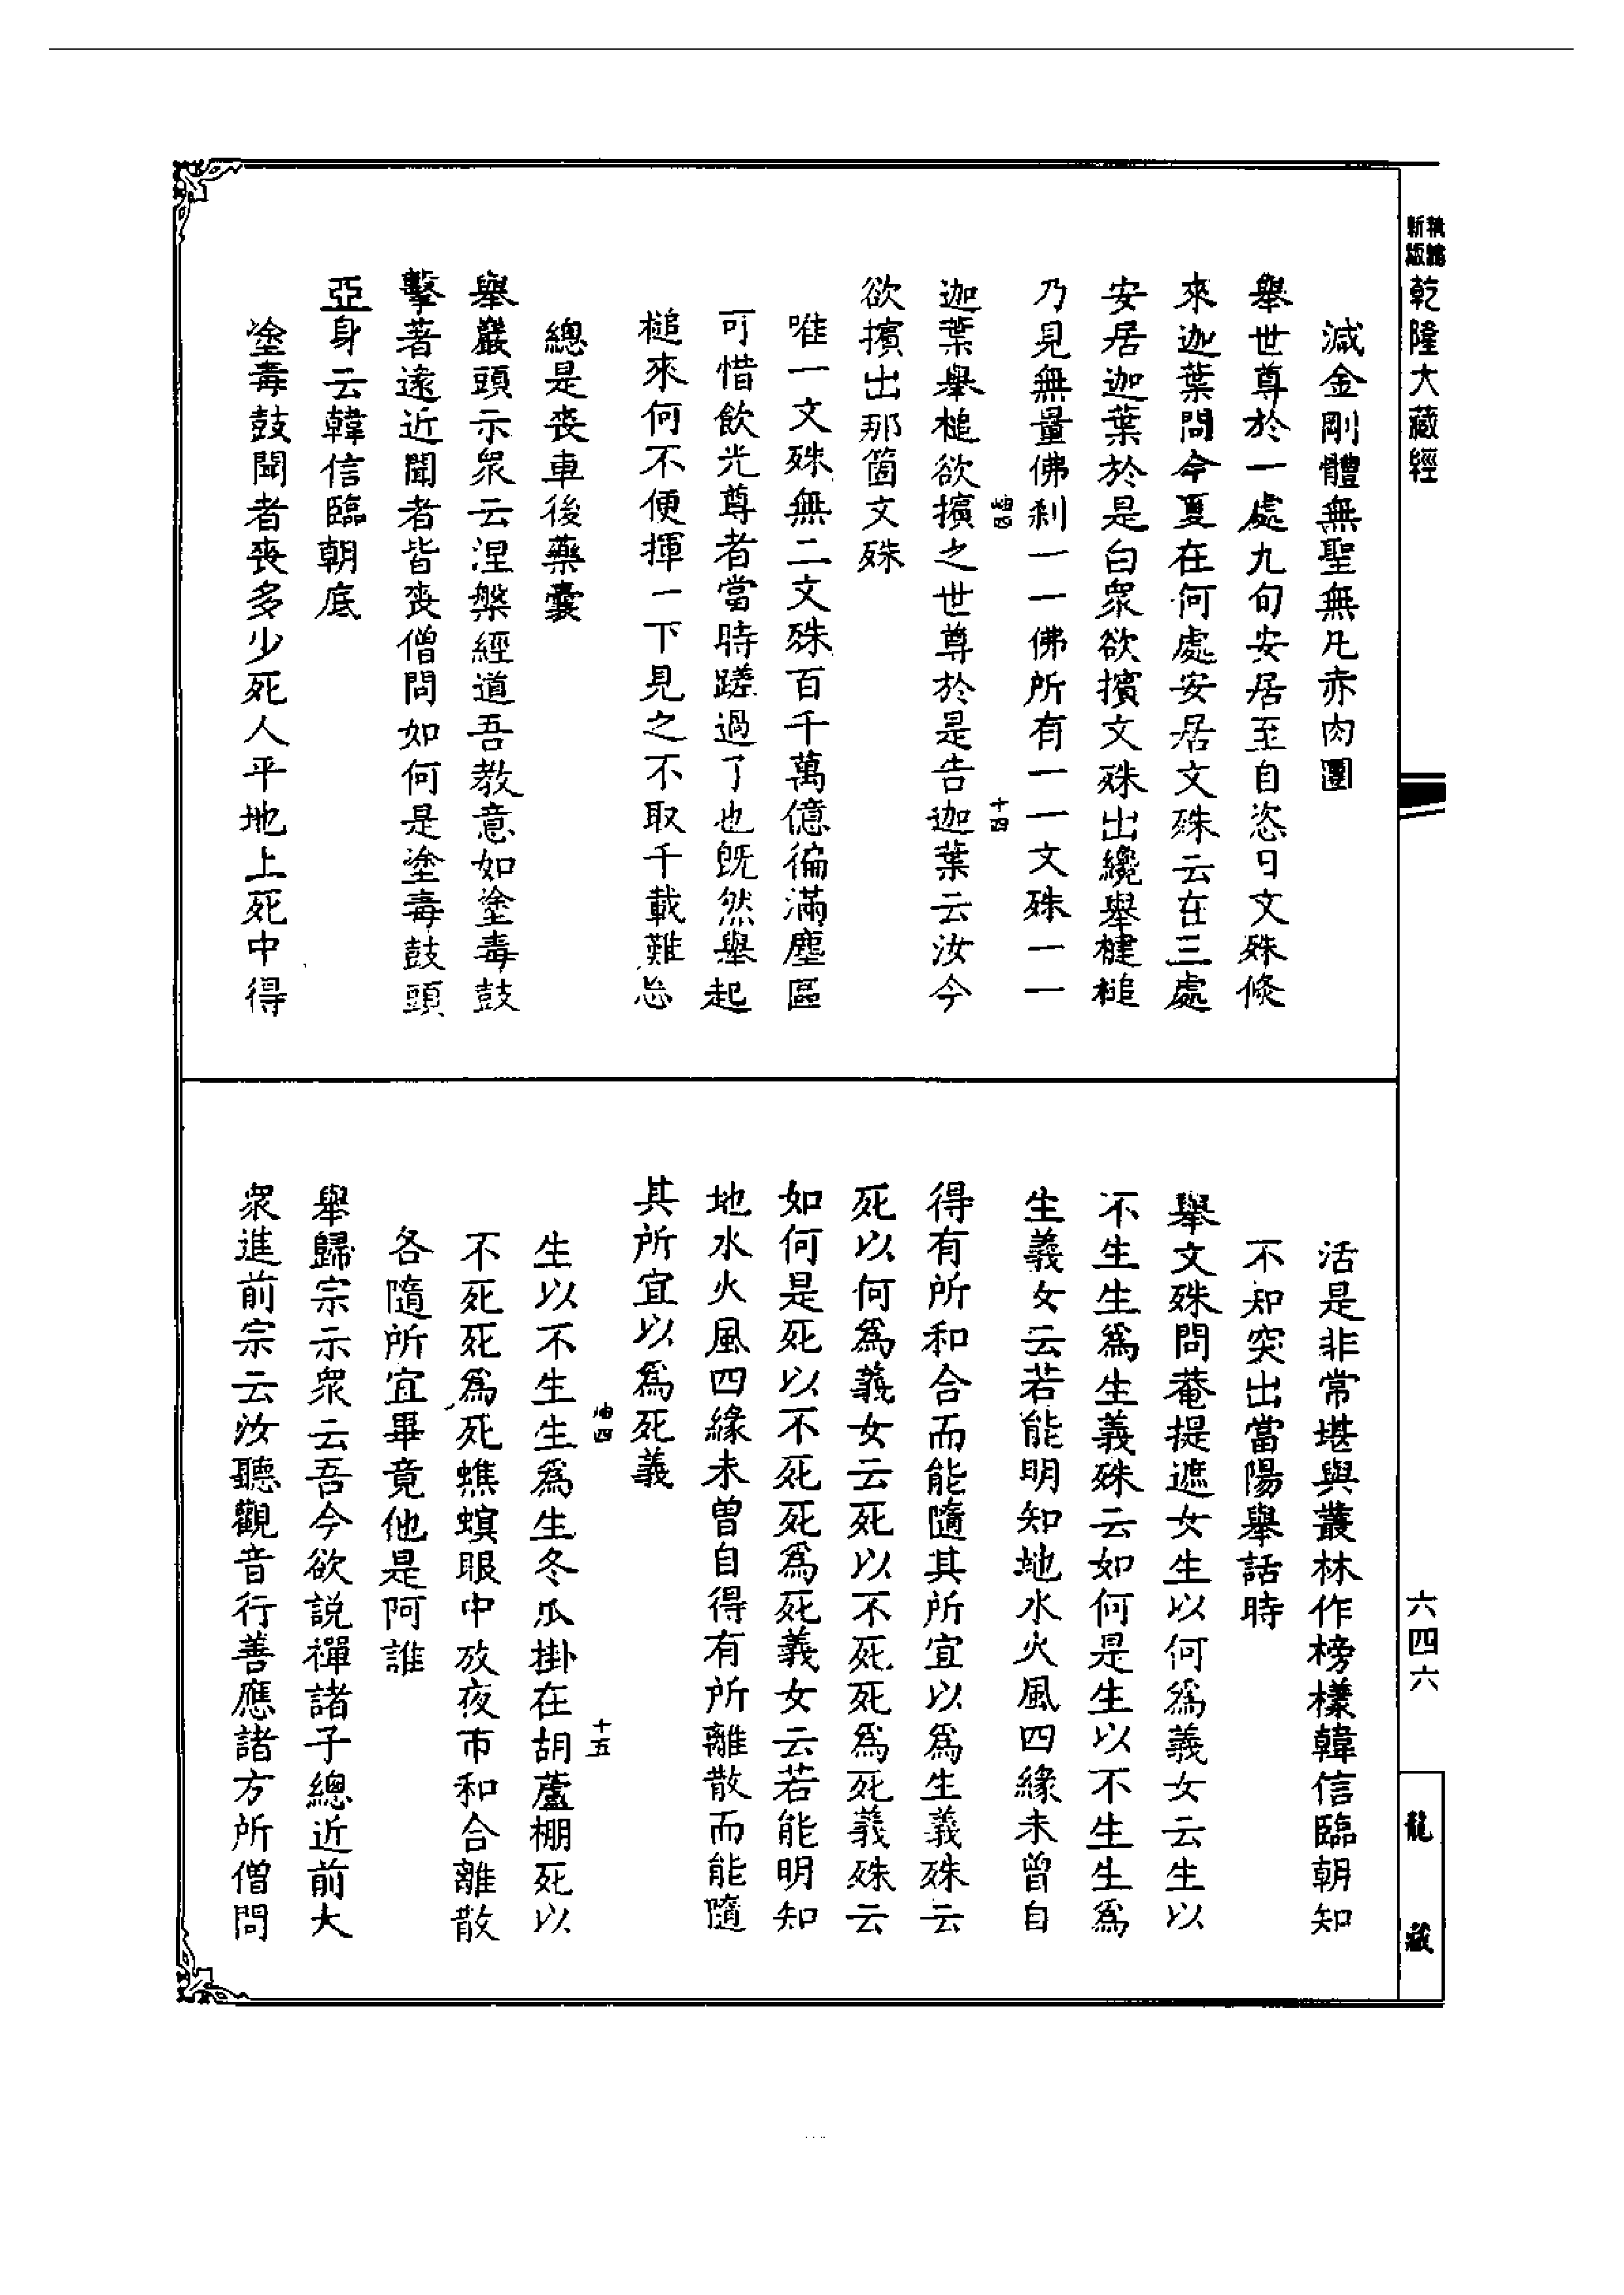 新版
乾隆大藏經
減金剛體無聖無凡赤肉團
舉世尊於一處九旬安居至自恣日文殊倏
來迦葉問今夏在何處安居文殊云在三處
安居迦葉於是白眾欲擯文殊出纔舉楗槌
乃見無量佛刹一一佛所有一一文殊一一
迦葉舉槌欲擯之世尊於是告迦葉云汝今
岫四
十四
欲擯出那箇文殊
唯一文殊無二文殊百千萬億徧滿塵區
可惜飲光尊者當時蹉過了也旣然舉起
槌來何不便揮一下見之不取千載難忘
總是丧車後藥囊
舉巖頭示眾云涅槃經道吾教意如塗毒鼓
擊著遠近聞者皆丧僧問如何是塗毒鼓頭
亞身云韓信臨朝底
塗毒鼓聞者丧多少死人平地上死中得
活是非常堪與叢林作榜樣韓信臨朝知
不知突出當陽舉話時
舉文殊問菴提遮女生以何爲義女云生以
不生生爲生義殊云如何是生以不生生爲
生義女云若能明知地水火風四緣未曾自
得有所和合而能隨其所宜以爲生義殊云
死以何爲義女云死以不死死爲死義殊云
如何是死以不死死爲死義女云若能明知
地水火風四緣未曾自得有所離散而能隨
其所宜以爲死義
岫四
十五
生以不生生爲生冬瓜掛在胡蘆棚死以
不死死爲死蟭螟眼中放夜市和合離散
各隨所宜畢竟他是阿誰
舉歸宗示眾云吾今欲説禪諸子總近前大
眾進前宗云汝聽觀音行善應諸方所僧問
六四六
龍藏